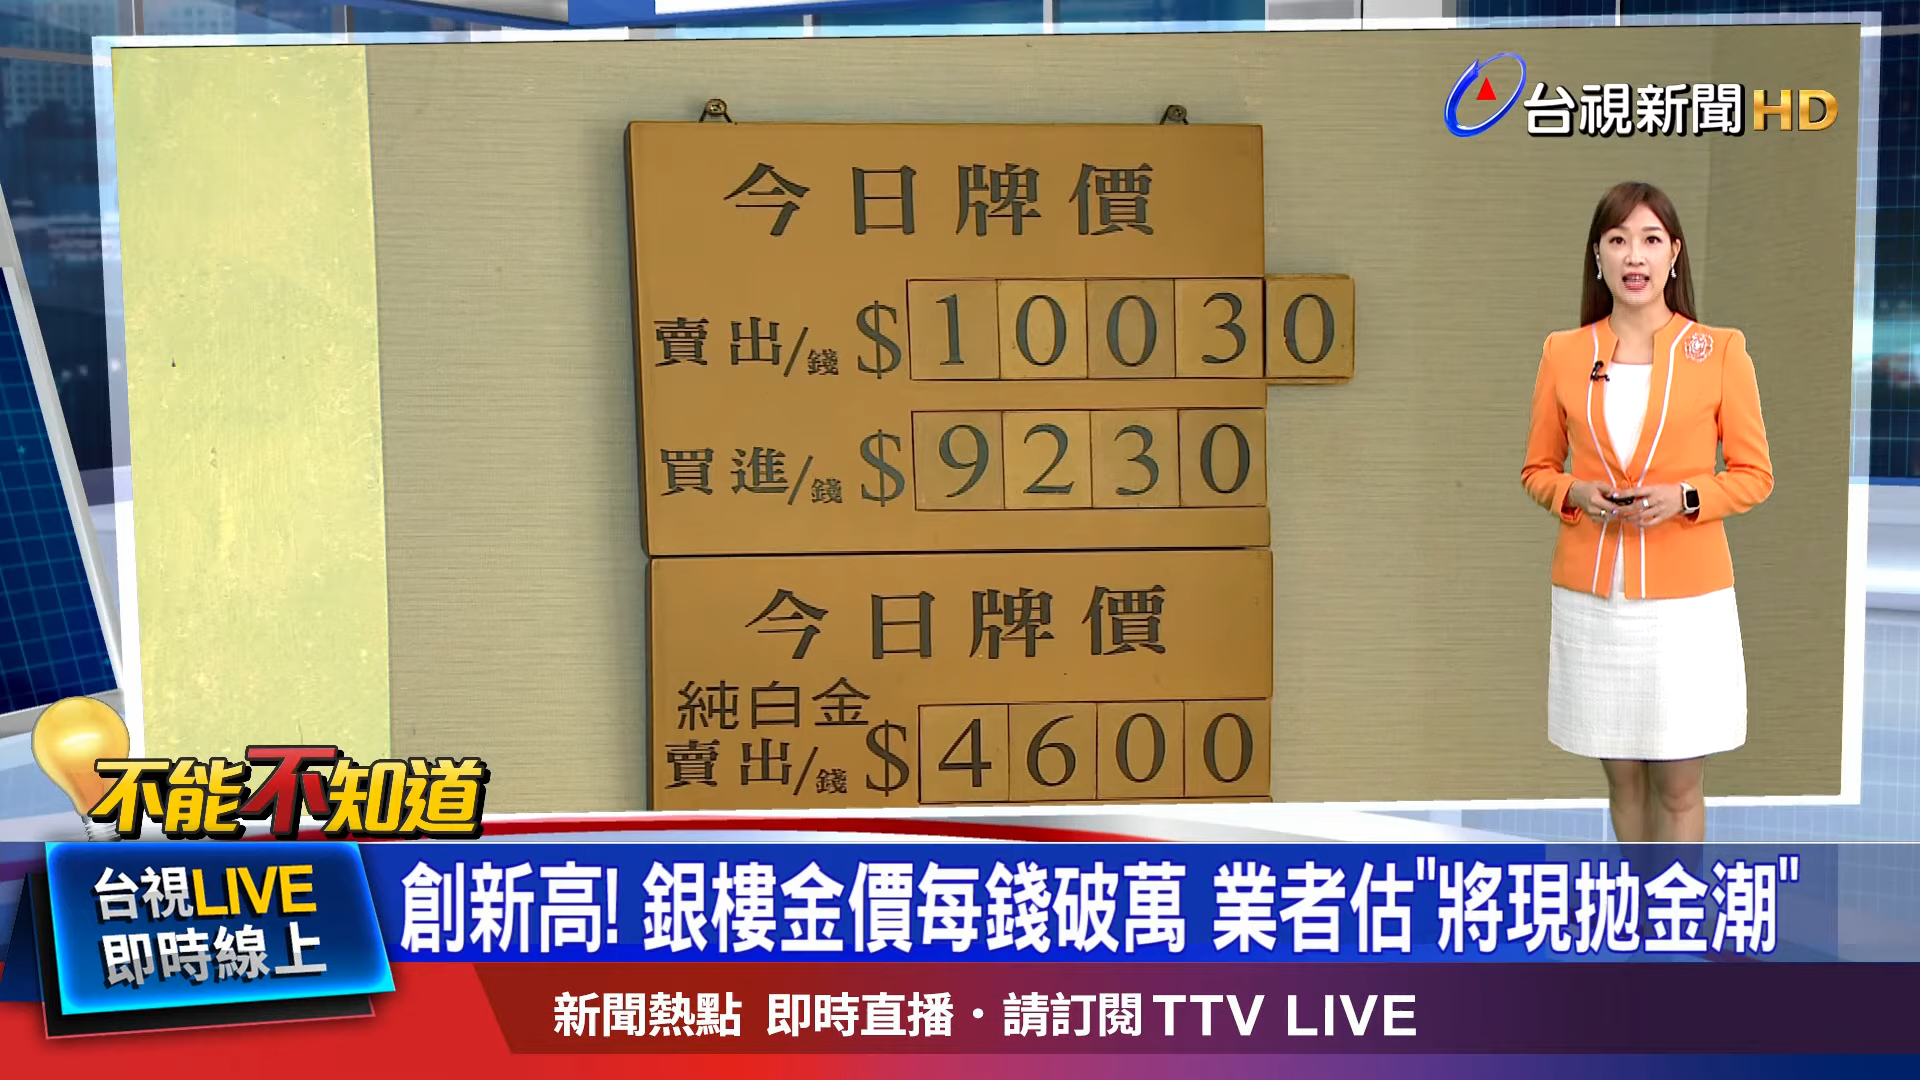 台視新聞HD
今日牌價
賣出/錢 $10030
買進/錢 $9230
今日牌價
純白金
賣出/錢 $4600
不能不知道
台視LIVE
即時線上
創新高! 銀樓金價每錢破萬 業者估"將現拋金潮"
新聞熱點 即時直播・請訂閱TTV LIVE